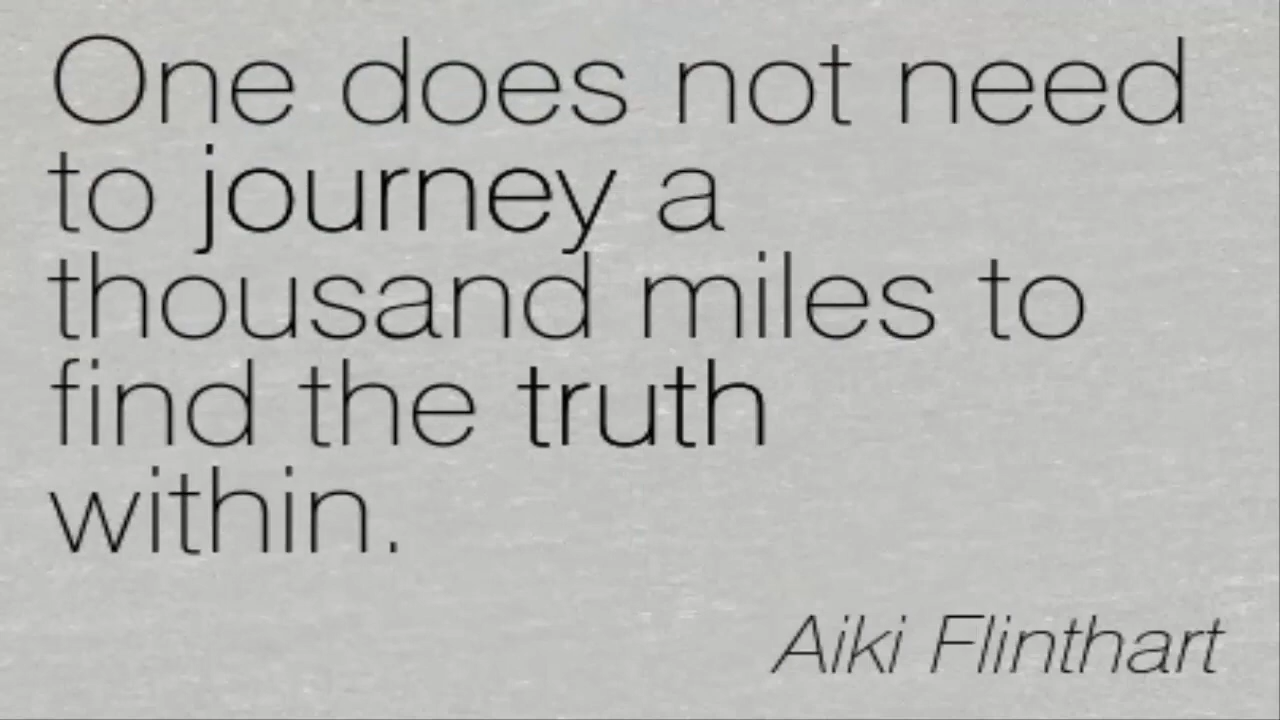 One does not need
to journey a
thousand miles to
find the truth
within.
Aiki Flinthart